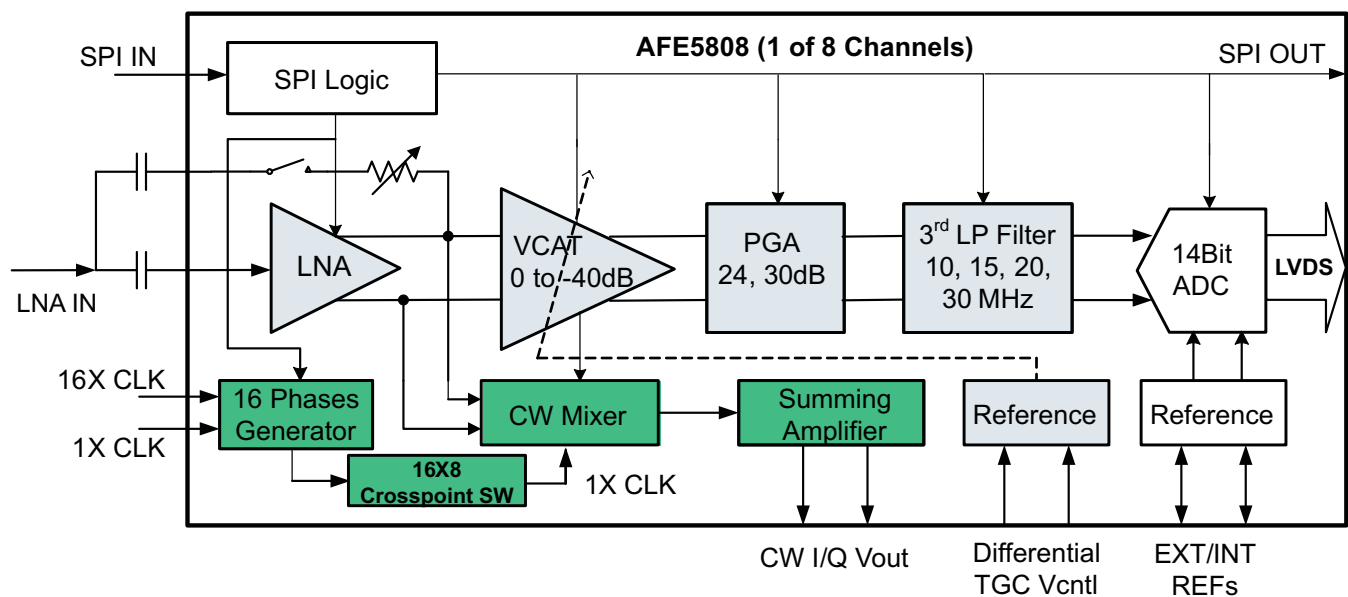 AFE5808 (1 of 8 Channels)
SPI IN
SPI Logic
SPI OUT
LNA IN
LNA
VCAT
0 to -40dB
PGA
24, 30dB
3rd LP Filter
10, 15, 20,
30 MHz
14Bit
ADC
LVDS
16X CLK
1X CLK
16 Phases
Generator
CW Mixer
Summing
Amplifier
Reference
Reference
16X8
Crosspoint SW
1X CLK
CW I/Q Vout
Differential
TGC Vcntl
EXT/INT
REFs